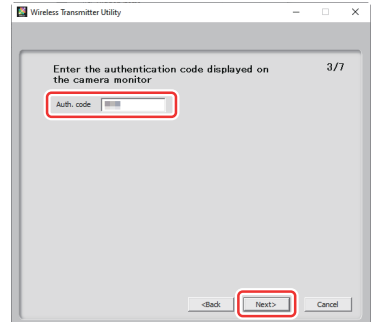 Wireless Transmitter Utility
Enter the authentication code displayed on
the camera monitor
3/7
Auth. code
<Back
Next>
Cancel